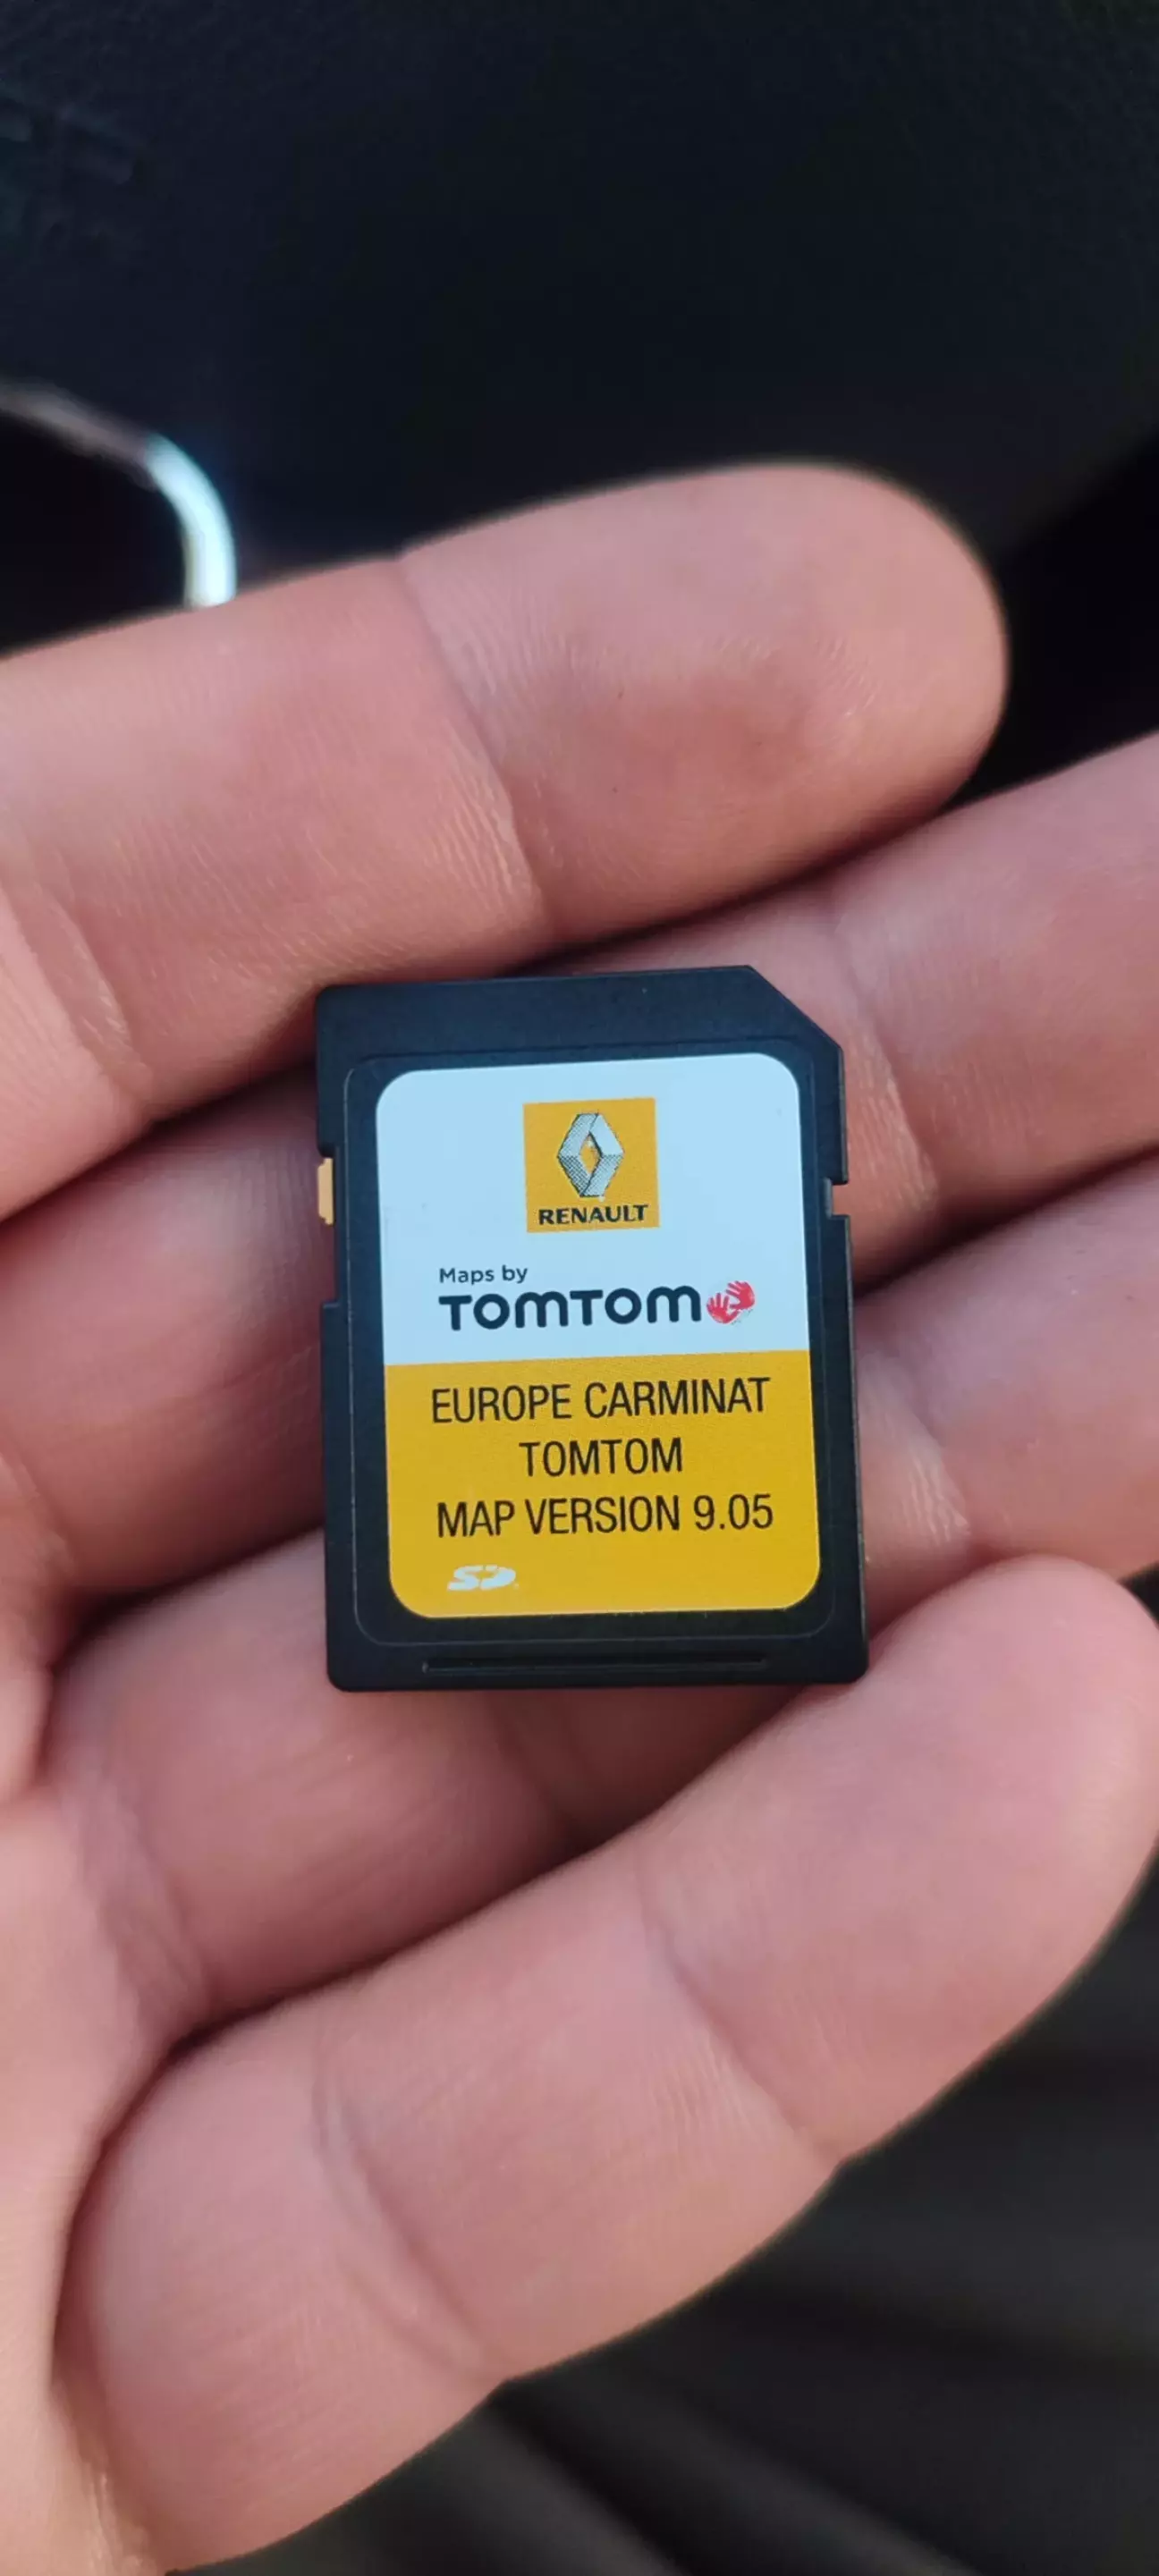 RENAULT
Maps by
TOMTOM
EUROPE CARMINAT
TOMTOM
MAP VERSION 9.05
SD